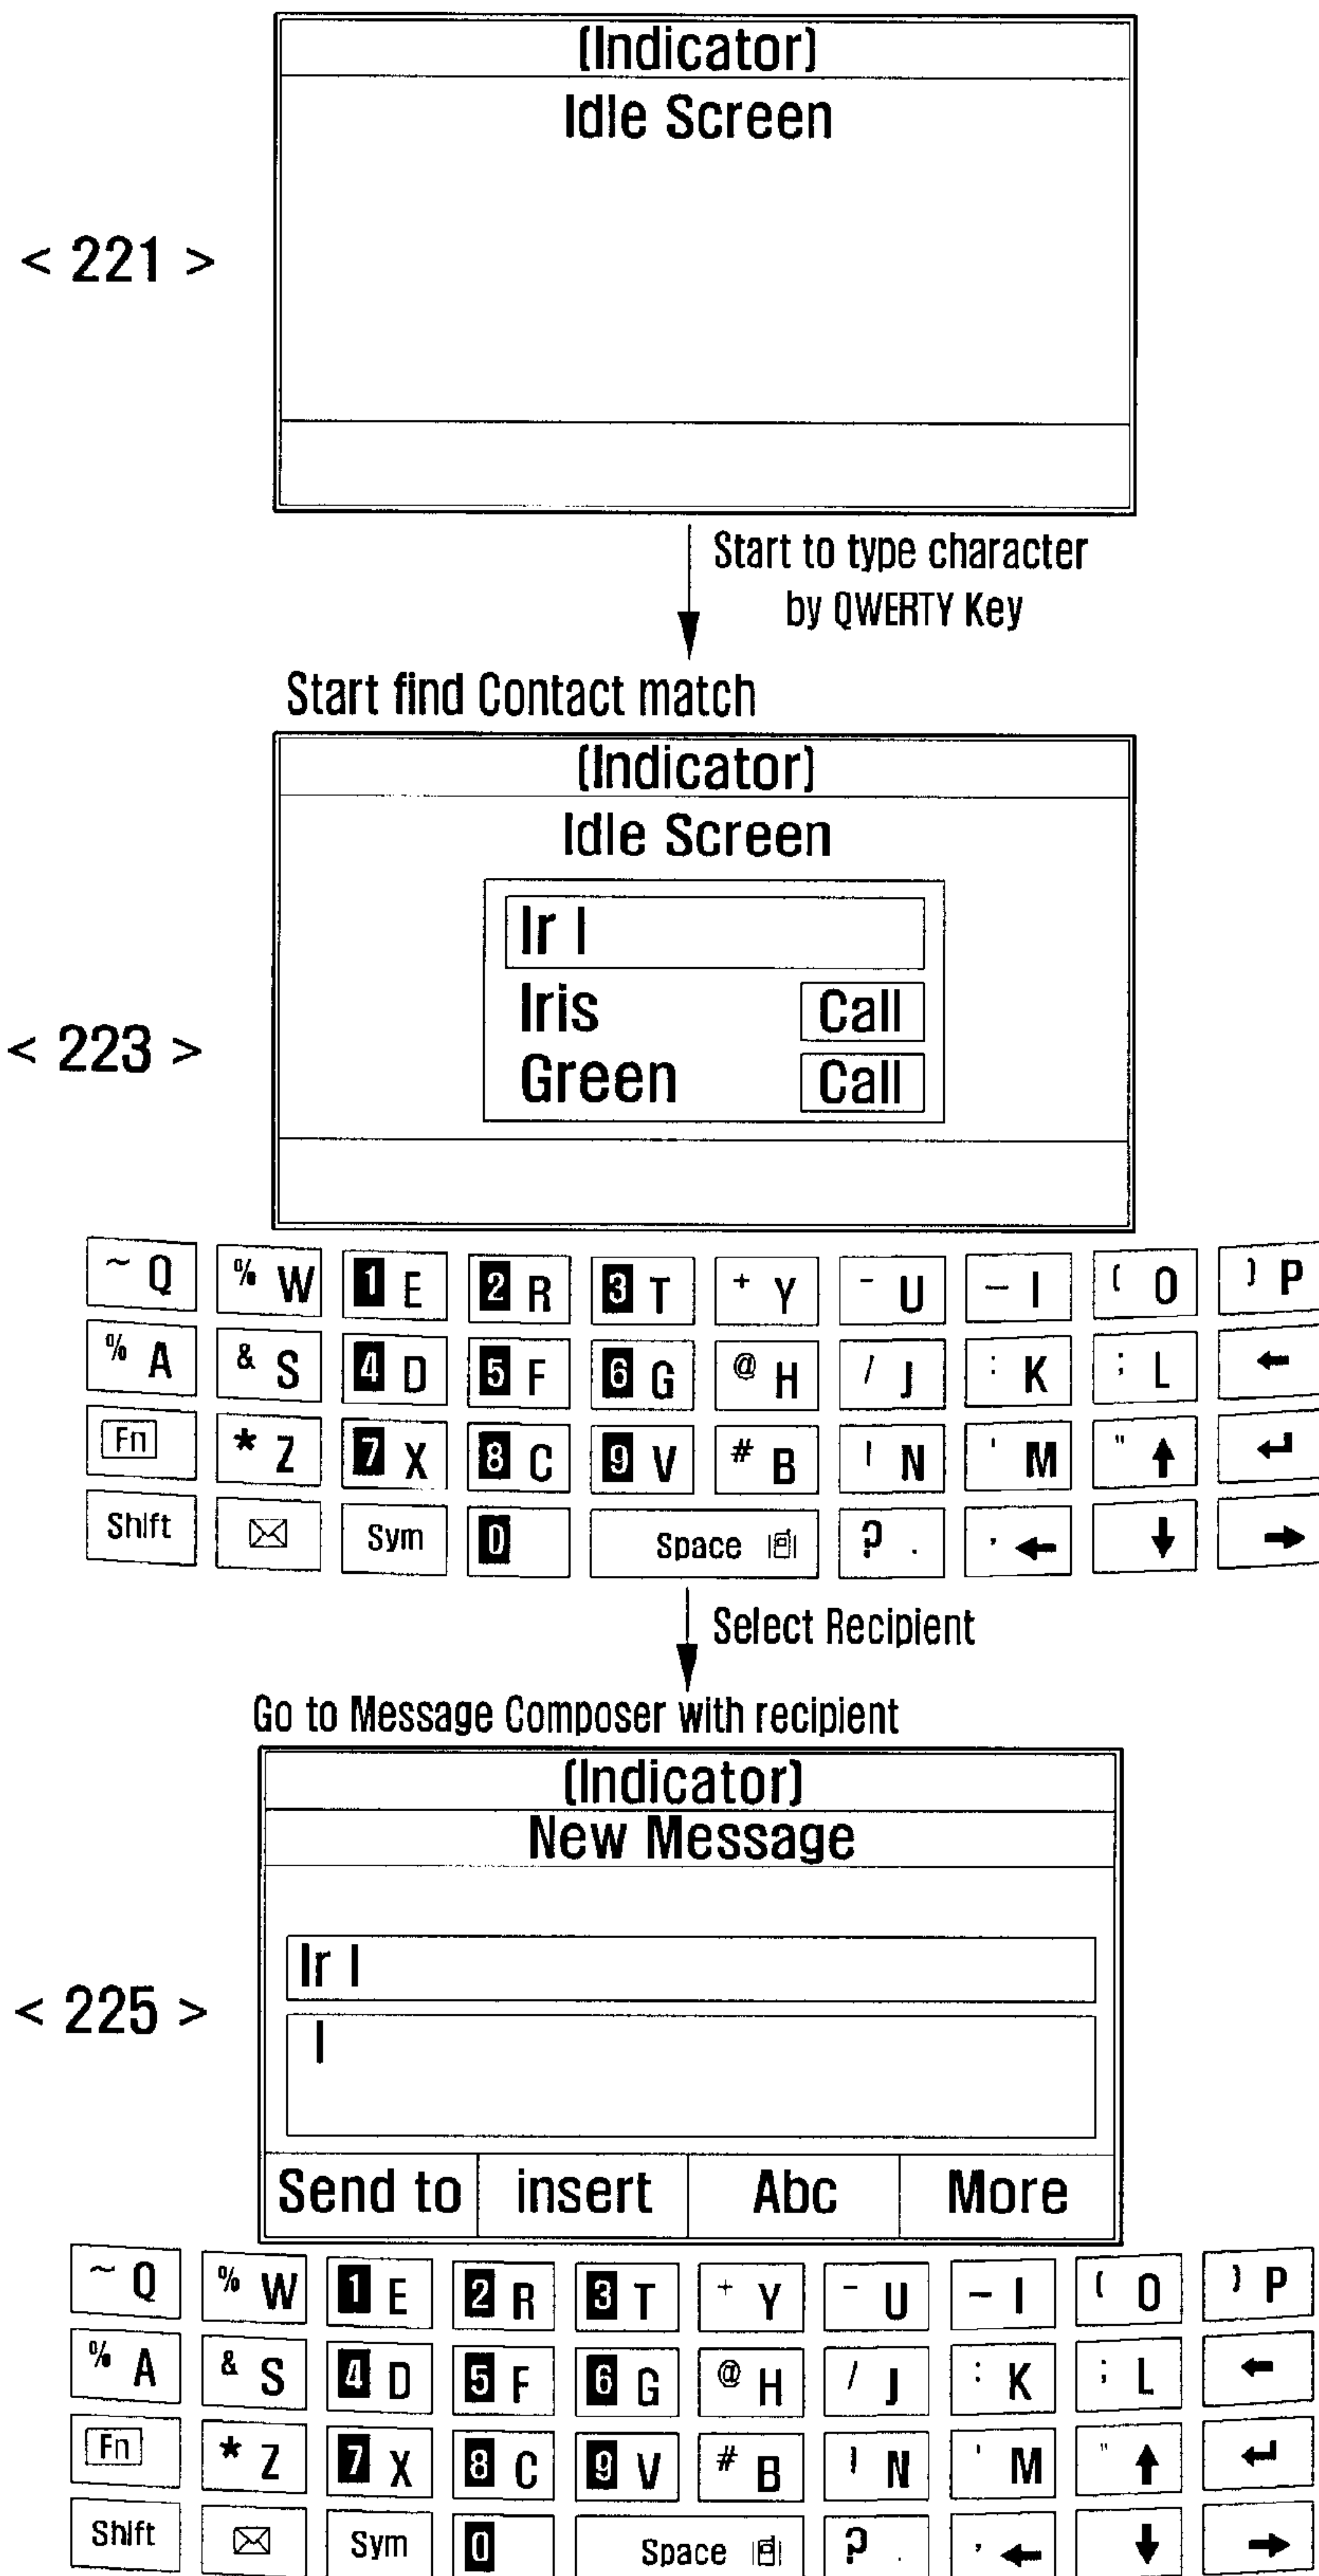 (Indicator)
Idle Screen
< 221 >
Start to type character
by QWERTY Key
Start find Contact match
(Indicator)
Idle Screen
Ir |
Iris Call
< 223 >
Green Call
~ Q % W 1 E 2 R 3 T + Y - U – I ( O ) P
% A & S 4 D 5 F 6 G @ H / J : K ; L ←
Fn * Z 7 X 8 C 9 V # B ! N ' M " ↑ ↵
Shift ✉ Sym 0 Space ? . , ← ↓ →
Select Recipient
Go to Message Composer with recipient
(Indicator)
New Message
Ir |
< 225 >
|
Send to insert Abc More
~ Q % W 1 E 2 R 3 T + Y - U – I ( O ) P
% A & S 4 D 5 F 6 G @ H / J : K ; L ←
Fn * Z 7 X 8 C 9 V # B ! N ' M " ↑ ↵
Shift ✉ Sym 0 Space ? . , ← ↓ →